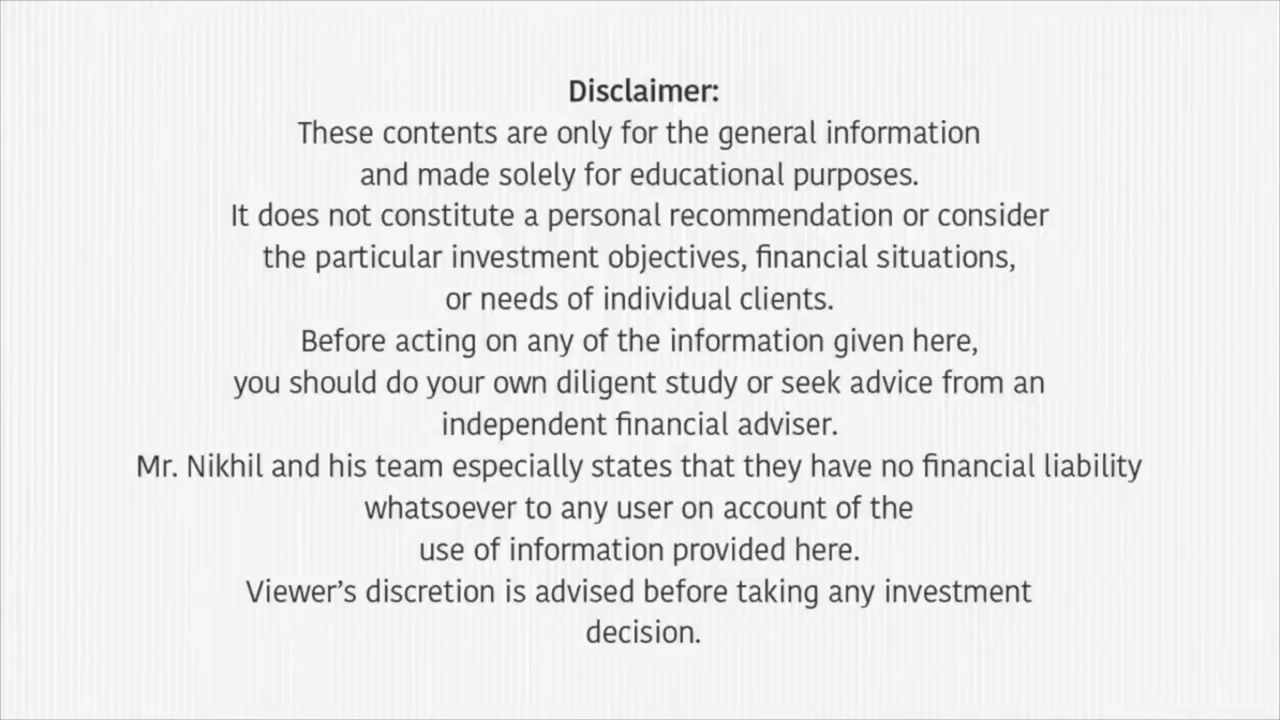 Disclaimer:
These contents are only for the general information
and made solely for educational purposes.
It does not constitute a personal recommendation or consider
the particular investment objectives, financial situations,
or needs of individual clients.
Before acting on any of the information given here,
you should do your own diligent study or seek advice from an
independent financial adviser.
Mr. Nikhil and his team especially states that they have no financial liability
whatsoever to any user on account of the
use of information provided here.
Viewer’s discretion is advised before taking any investment
decision.